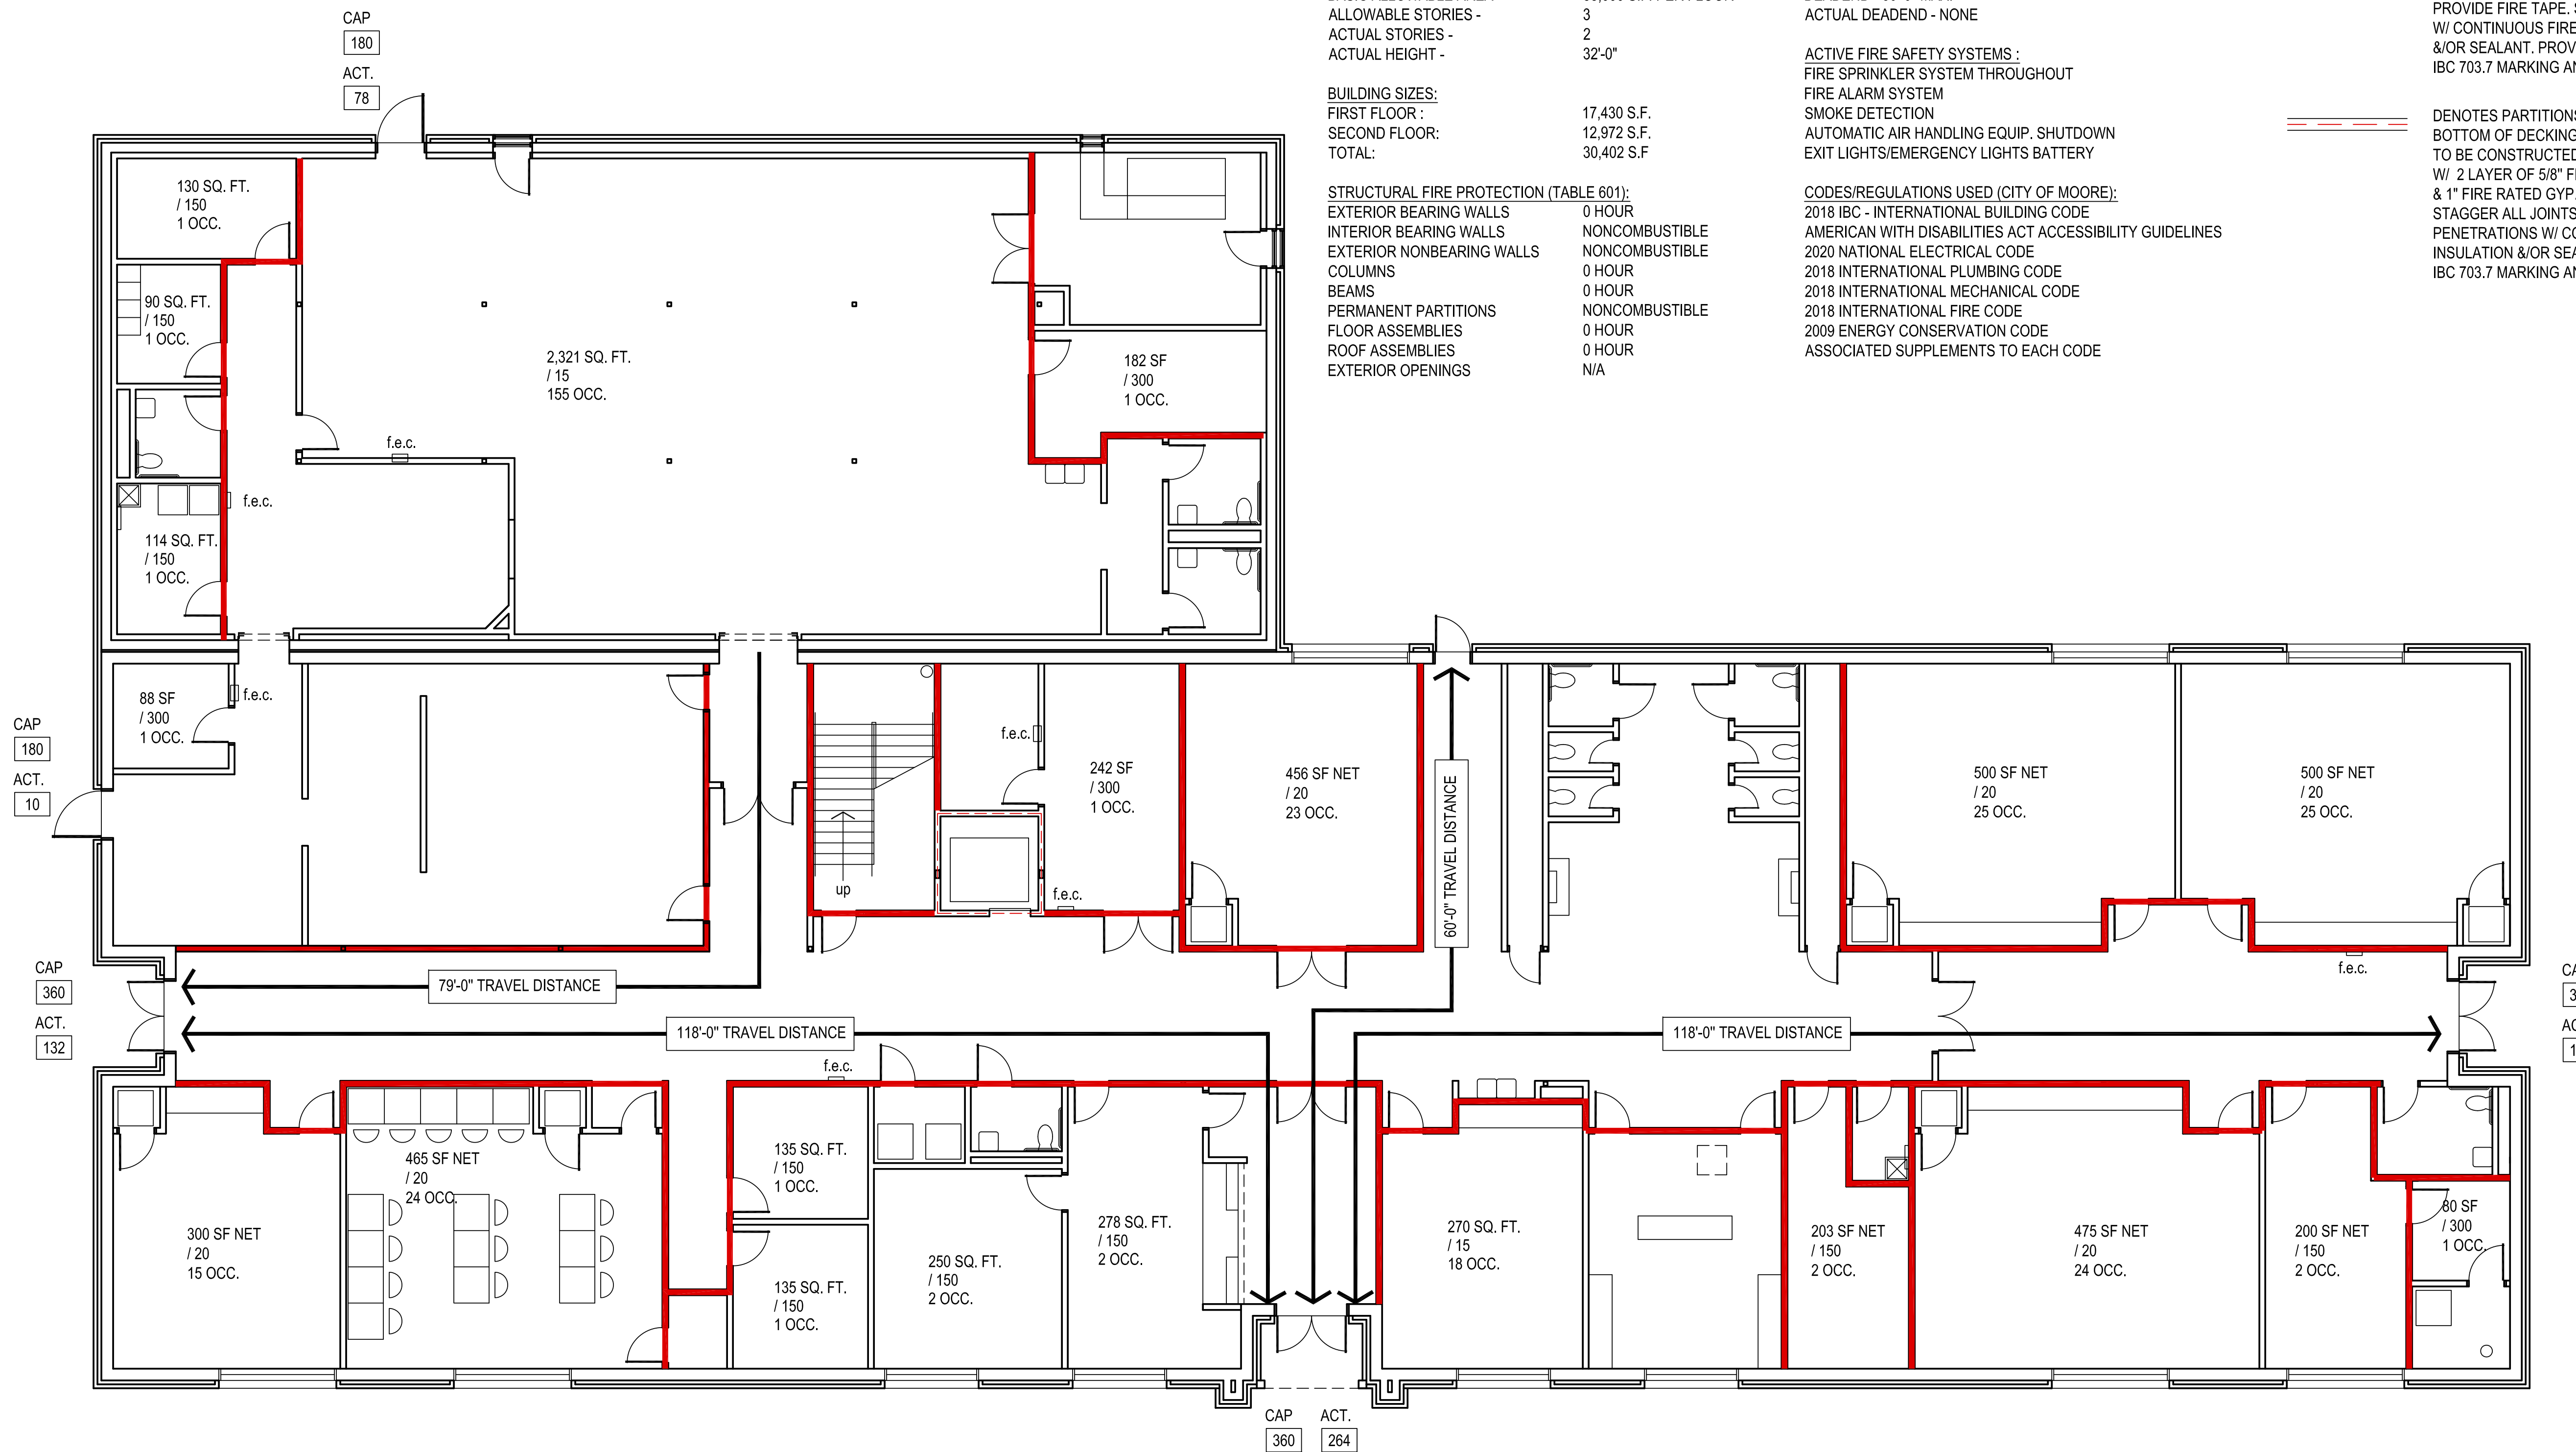 ALLOWABLE STORIES - 3
ACTUAL STORIES - 2
ACTUAL HEIGHT - 32'-0"
BUILDING SIZES:
FIRST FLOOR : 17,430 S.F.
SECOND FLOOR: 12,972 S.F.
TOTAL: 30,402 S.F
STRUCTURAL FIRE PROTECTION (TABLE 601):
EXTERIOR BEARING WALLS 0 HOUR
INTERIOR BEARING WALLS NONCOMBUSTIBLE
EXTERIOR NONBEARING WALLS NONCOMBUSTIBLE
COLUMNS 0 HOUR
BEAMS 0 HOUR
PERMANENT PARTITIONS NONCOMBUSTIBLE
FLOOR ASSEMBLIES 0 HOUR
ROOF ASSEMBLIES 0 HOUR
EXTERIOR OPENINGS N/A
ACTUAL DEADEND - NONE
ACTIVE FIRE SAFETY SYSTEMS :
FIRE SPRINKLER SYSTEM THROUGHOUT
FIRE ALARM SYSTEM
SMOKE DETECTION
AUTOMATIC AIR HANDLING EQUIP. SHUTDOWN
EXIT LIGHTS/EMERGENCY LIGHTS BATTERY
CODES/REGULATIONS USED (CITY OF MOORE):
2018 IBC - INTERNATIONAL BUILDING CODE
AMERICAN WITH DISABILITIES ACT ACCESSIBILITY GUIDELINES
2020 NATIONAL ELECTRICAL CODE
2018 INTERNATIONAL PLUMBING CODE
2018 INTERNATIONAL MECHANICAL CODE
2018 INTERNATIONAL FIRE CODE
2009 ENERGY CONSERVATION CODE
ASSOCIATED SUPPLEMENTS TO EACH CODE
PROVIDE FIRE TAPE.
W/ CONTINUOUS FIRE
&/OR SEALANT.
IBC 703.7 MARKING
DENOTES PARTITIONS
BOTTOM OF DECKING
TO BE CONSTRUCTED
W/ 2 LAYER OF 5/8"
& 1" FIRE RATED GYP.
STAGGER ALL JOINTS
PENETRATIONS W/
INSULATION &/OR
IBC 703.7 MARKING
CAP
180
ACT.
78
130 SQ. FT.
/ 150
1 OCC.
90 SQ. FT.
/ 150
1 OCC.
2,321 SQ. FT.
/ 15
155 OCC.
182 SF
/ 300
1 OCC.
f.e.c.
f.e.c.
114 SQ. FT.
/ 150
1 OCC.
88 SF
/ 300
1 OCC.
f.e.c.
CAP
180
ACT.
10
up
f.e.c.
242 SF
/ 300
1 OCC.
f.e.c.
456 SF NET
/ 20
23 OCC.
60'-0" TRAVEL DISTANCE
500 SF NET
/ 20
25 OCC.
500 SF NET
/ 20
25 OCC.
f.e.c.
CAP
360
ACT.
132
79'-0" TRAVEL DISTANCE
118'-0" TRAVEL DISTANCE
118'-0" TRAVEL DISTANCE
f.e.c.
300 SF NET
/ 20
15 OCC.
465 SF NET
/ 20
24 OCC.
135 SQ. FT.
/ 150
1 OCC.
135 SQ. FT.
/ 150
1 OCC.
250 SQ. FT.
/ 150
2 OCC.
278 SQ. FT.
/ 150
2 OCC.
270 SQ. FT.
/ 15
18 OCC.
203 SF NET
/ 150
2 OCC.
475 SF NET
/ 20
24 OCC.
200 SF NET
/ 150
2 OCC.
80 SF
/ 300
1 OCC.
CAP ACT.
360 264